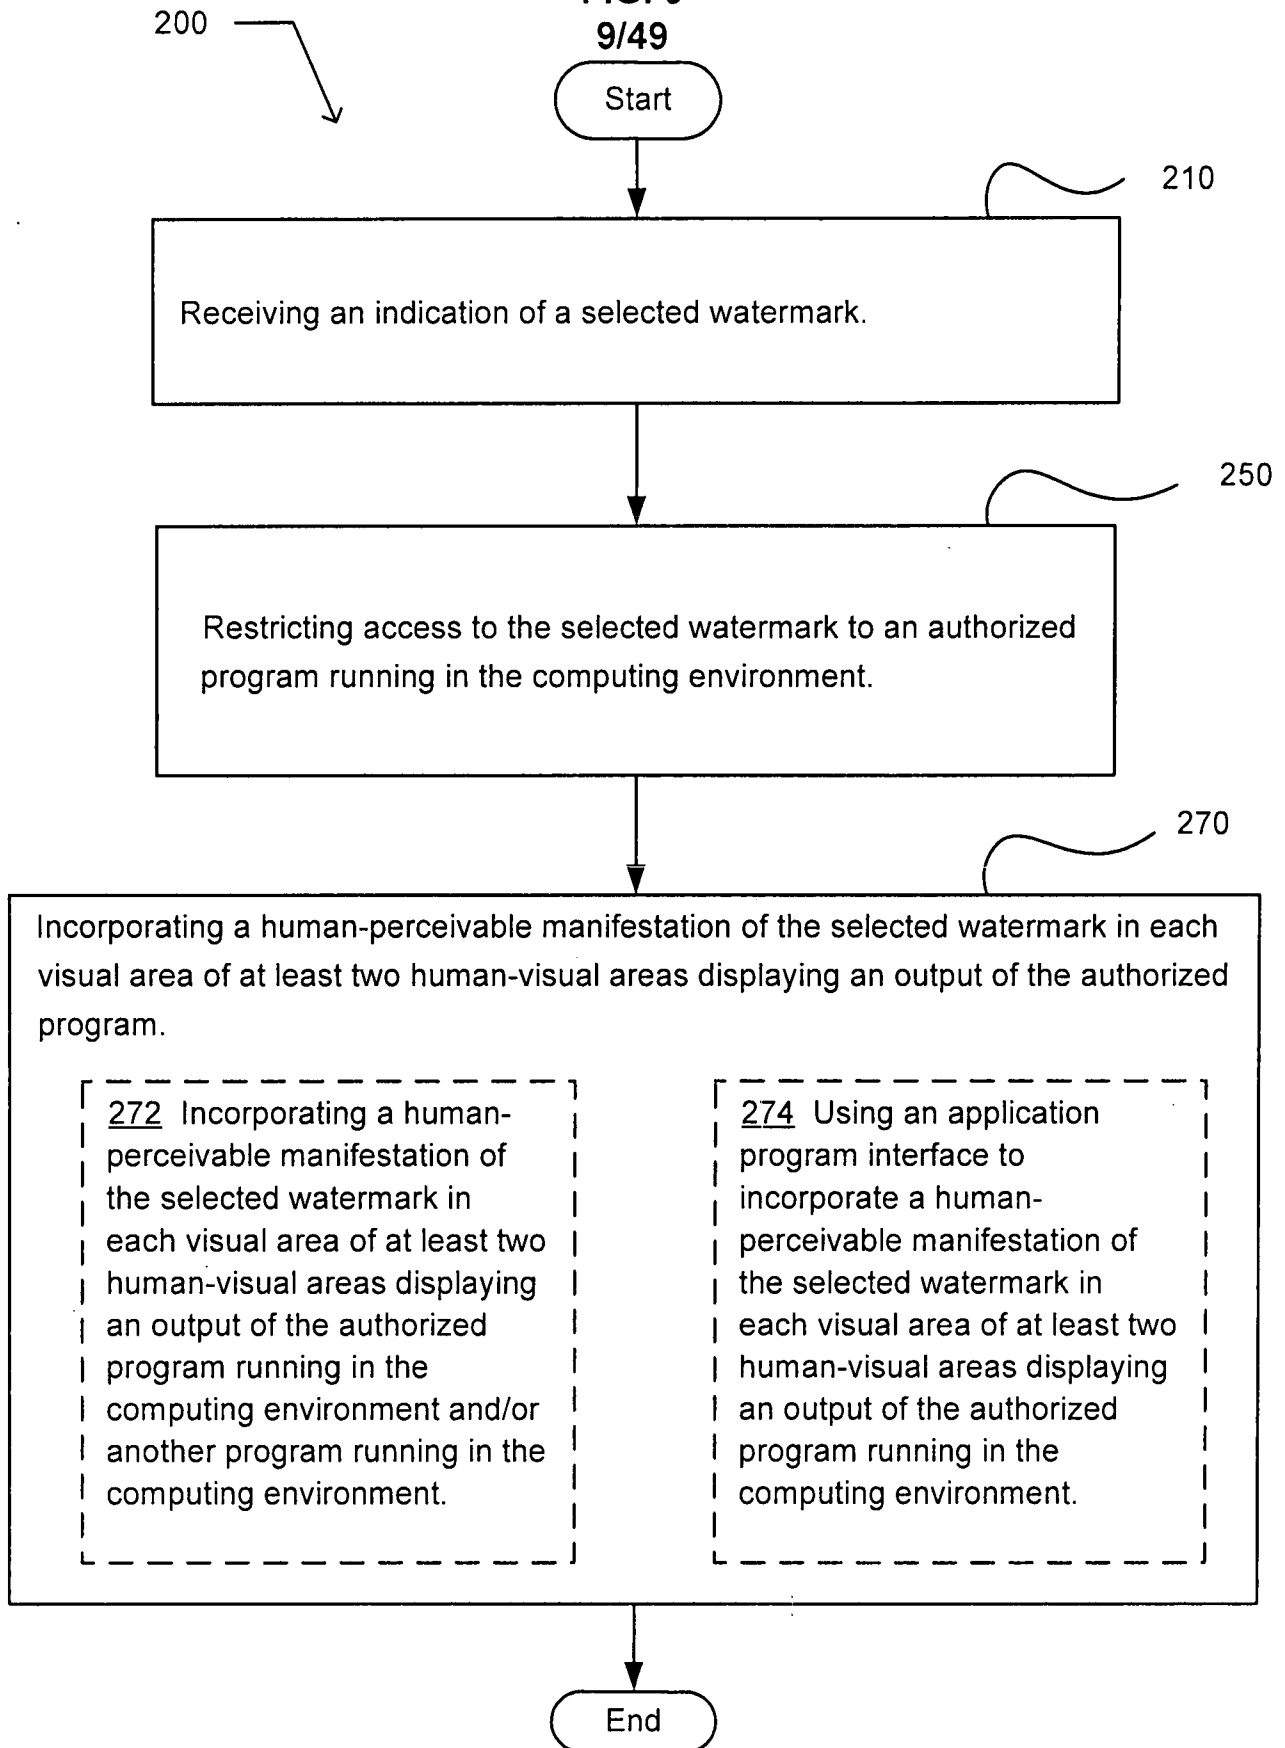 200
9/49
Start
210
Receiving an indication of a selected watermark.
250
Restricting access to the selected watermark to an authorized
program running in the computing environment.
270
Incorporating a human-perceivable manifestation of the selected watermark in each
visual area of at least two human-visual areas displaying an output of the authorized
program.
272 Incorporating a human-
perceivable manifestation of
the selected watermark in
each visual area of at least two
human-visual areas displaying
an output of the authorized
program running in the
computing environment and/or
another program running in the
computing environment.
274 Using an application
program interface to
incorporate a human-
perceivable manifestation of
the selected watermark in
each visual area of at least two
human-visual areas displaying
an output of the authorized
program running in the
computing environment.
End